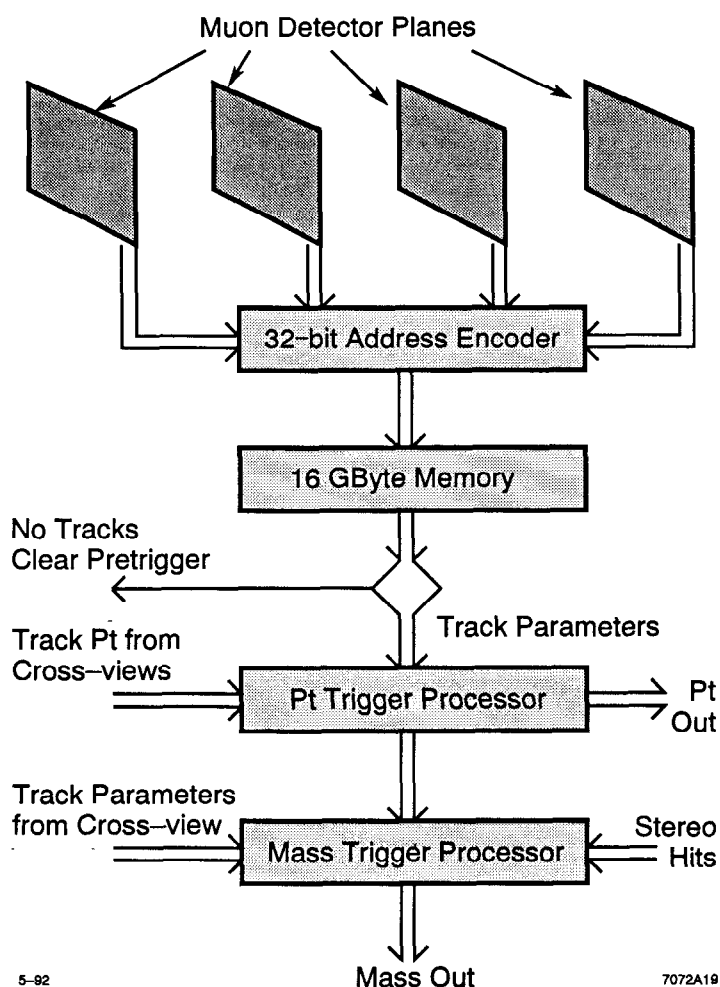 Muon Detector Planes
32-bit Address Encoder
16 GByte Memory
No Tracks
Clear Pretrigger
Track Parameters
Track Pt from
Cross-views
Pt Trigger Processor
Pt
Out
Track Parameters
from Cross-view
Mass Trigger Processor
Stereo
Hits
Mass Out
5-92
7072A19